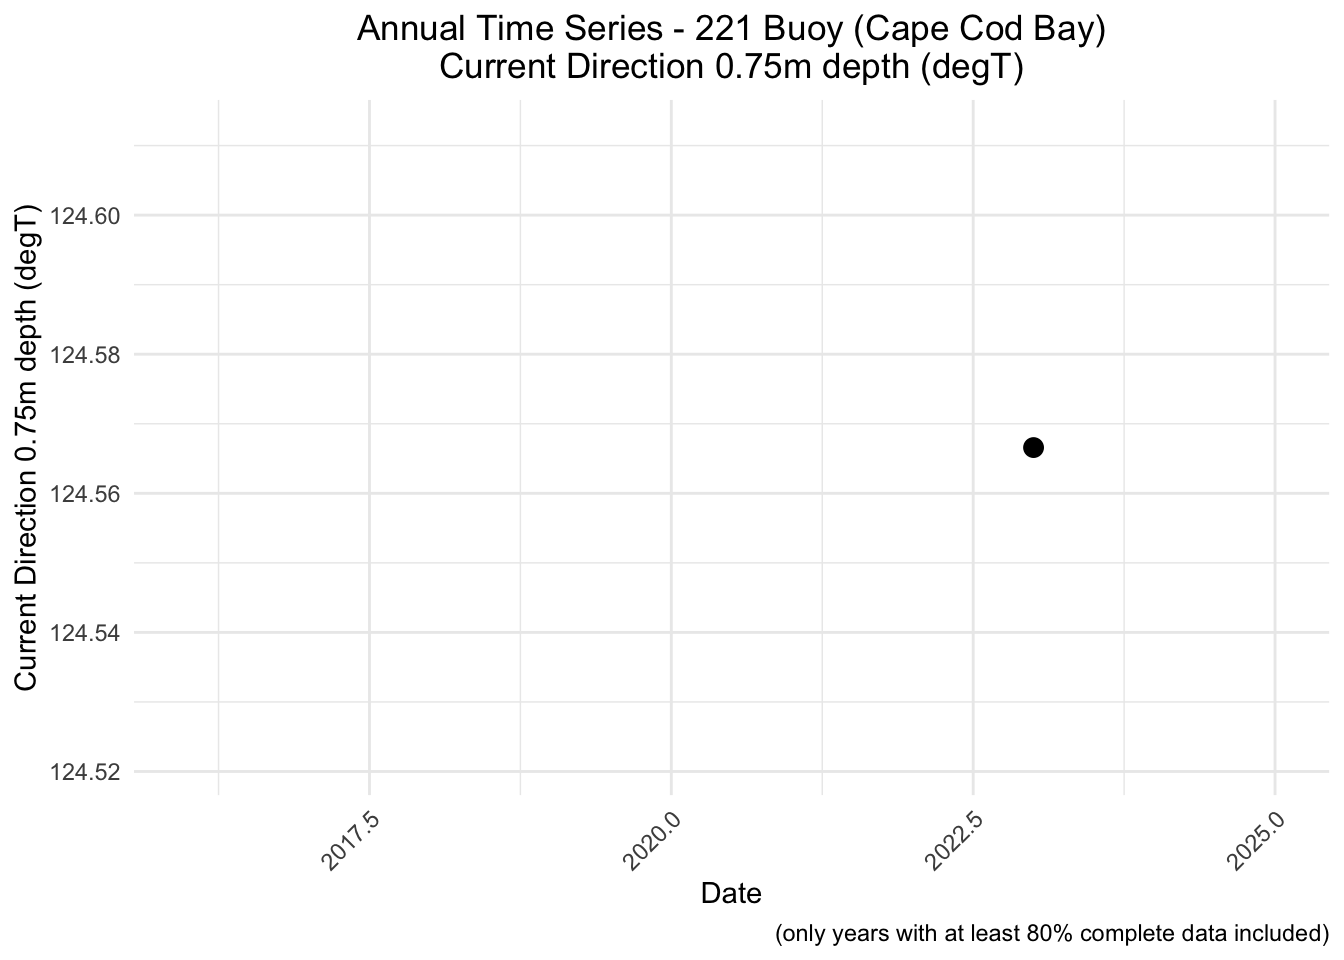 Annual Time Series - 221 Buoy (Cape Cod Bay)
Current Direction 0.75m depth (degT)
Current Direction 0.75m depth (degT)
124.60
124.58
124.56
124.54
124.52
2017.5
2020.0
2022.5
2025.0
Date
(only years with at least 80% complete data included)